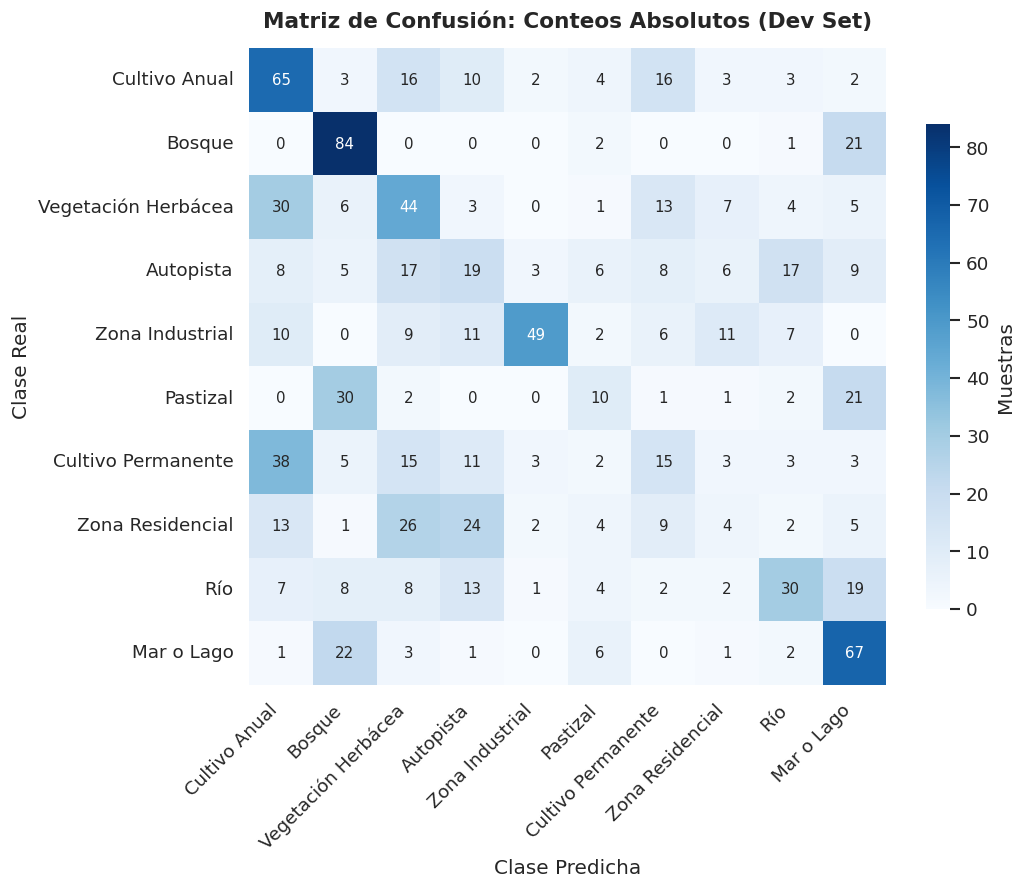 Matriz de Confusión: Conteos Absolutos (Dev Set)
Cultivo Anual 65 3 16 10 2 4 16 3 3 2
Bosque 0 84 0 0 0 2 0 0 1 21
Vegetación Herbácea 30 6 44 3 0 1 13 7 4 5
Autopista 8 5 17 19 3 6 8 6 17 9
Zona Industrial 10 0 9 11 49 2 6 11 7 0
Pastizal 0 30 2 0 0 10 1 1 2 21
Cultivo Permanente 38 5 15 11 3 2 15 3 3 3
Zona Residencial 13 1 26 24 2 4 9 4 2 5
Río 7 8 8 13 1 4 2 2 30 19
Mar o Lago 1 22 3 1 0 6 0 1 2 67
Clase Real
Cultivo Anual
Bosque
Vegetación Herbácea
Autopista
Zona Industrial
Pastizal
Cultivo Permanente
Zona Residencial
Río
Mar o Lago
Clase Predicha
80
70
60
50
40
30
20
10
0
Muestras